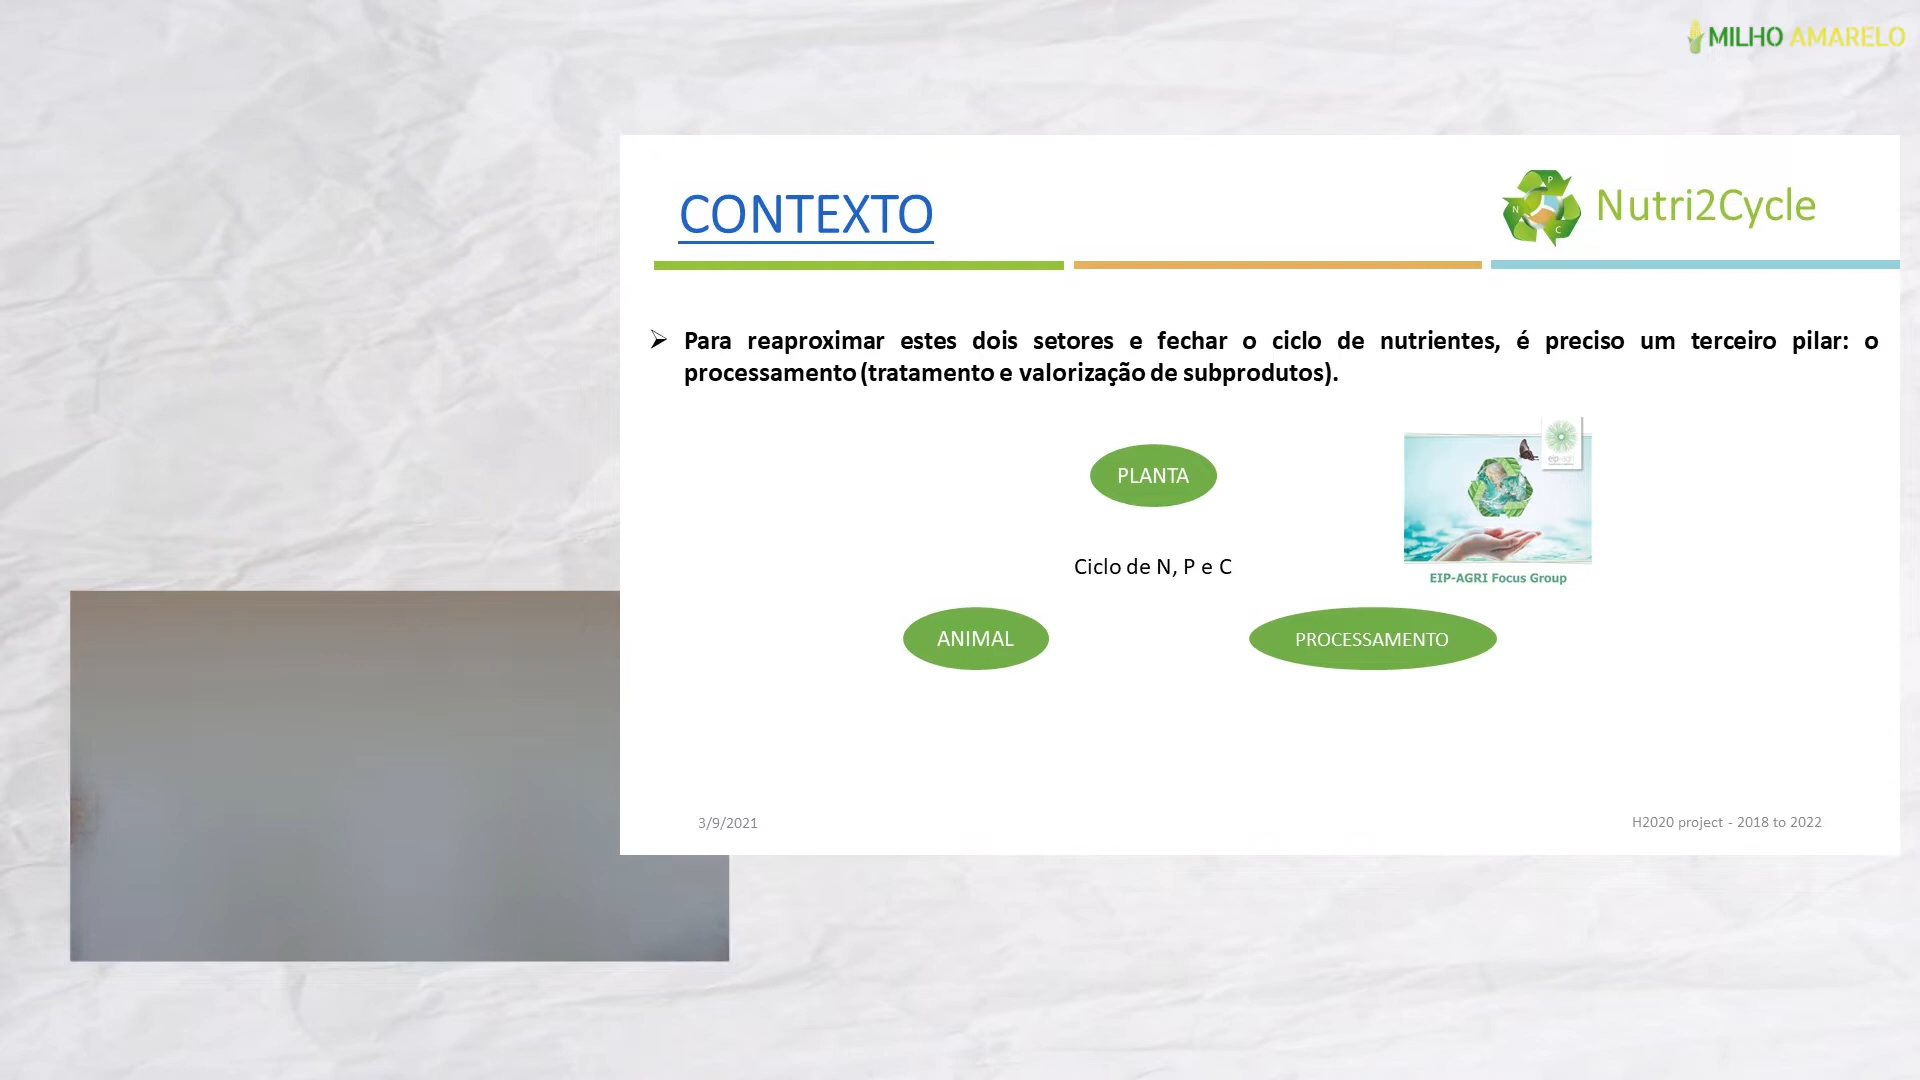 MILHO AMARELO
CONTEXTO
Nutri2Cycle
P
N
C
➢ Para reaproximar estes dois setores e fechar o ciclo de nutrientes, é preciso um terceiro pilar: o
processamento (tratamento e valorização de subprodutos).
PLANTA
eip-agri
Ciclo de N, P e C
EIP-AGRI Focus Group
ANIMAL
PROCESSAMENTO
3/9/2021
H2020 project - 2018 to 2022